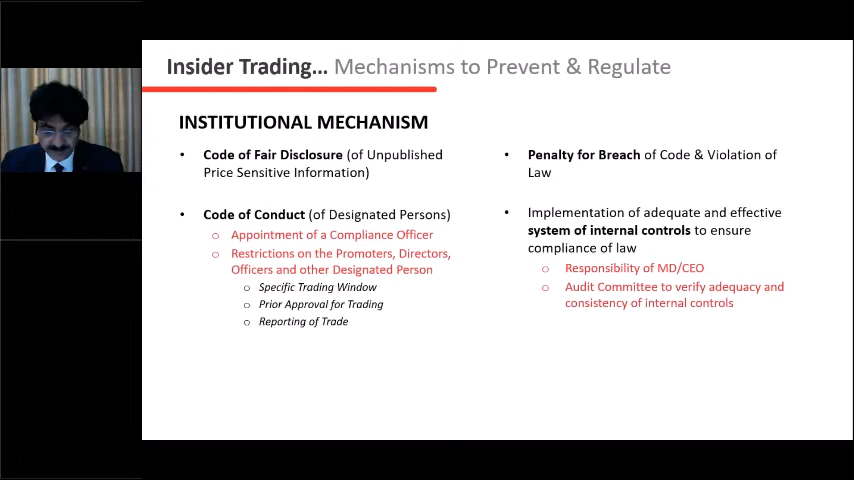 Insider Trading... Mechanisms to Prevent & Regulate
INSTITUTIONAL MECHANISM
• Code of Fair Disclosure (of Unpublished
Price Sensitive Information)
• Code of Conduct (of Designated Persons)
o Appointment of a Compliance Officer
o Restrictions on the Promoters, Directors,
Officers and other Designated Person
o Specific Trading Window
o Prior Approval for Trading
o Reporting of Trade
• Penalty for Breach of Code & Violation of
Law
• Implementation of adequate and effective
system of internal controls to ensure
compliance of law
o Responsibility of MD/CEO
o Audit Committee to verify adequacy and
consistency of internal controls